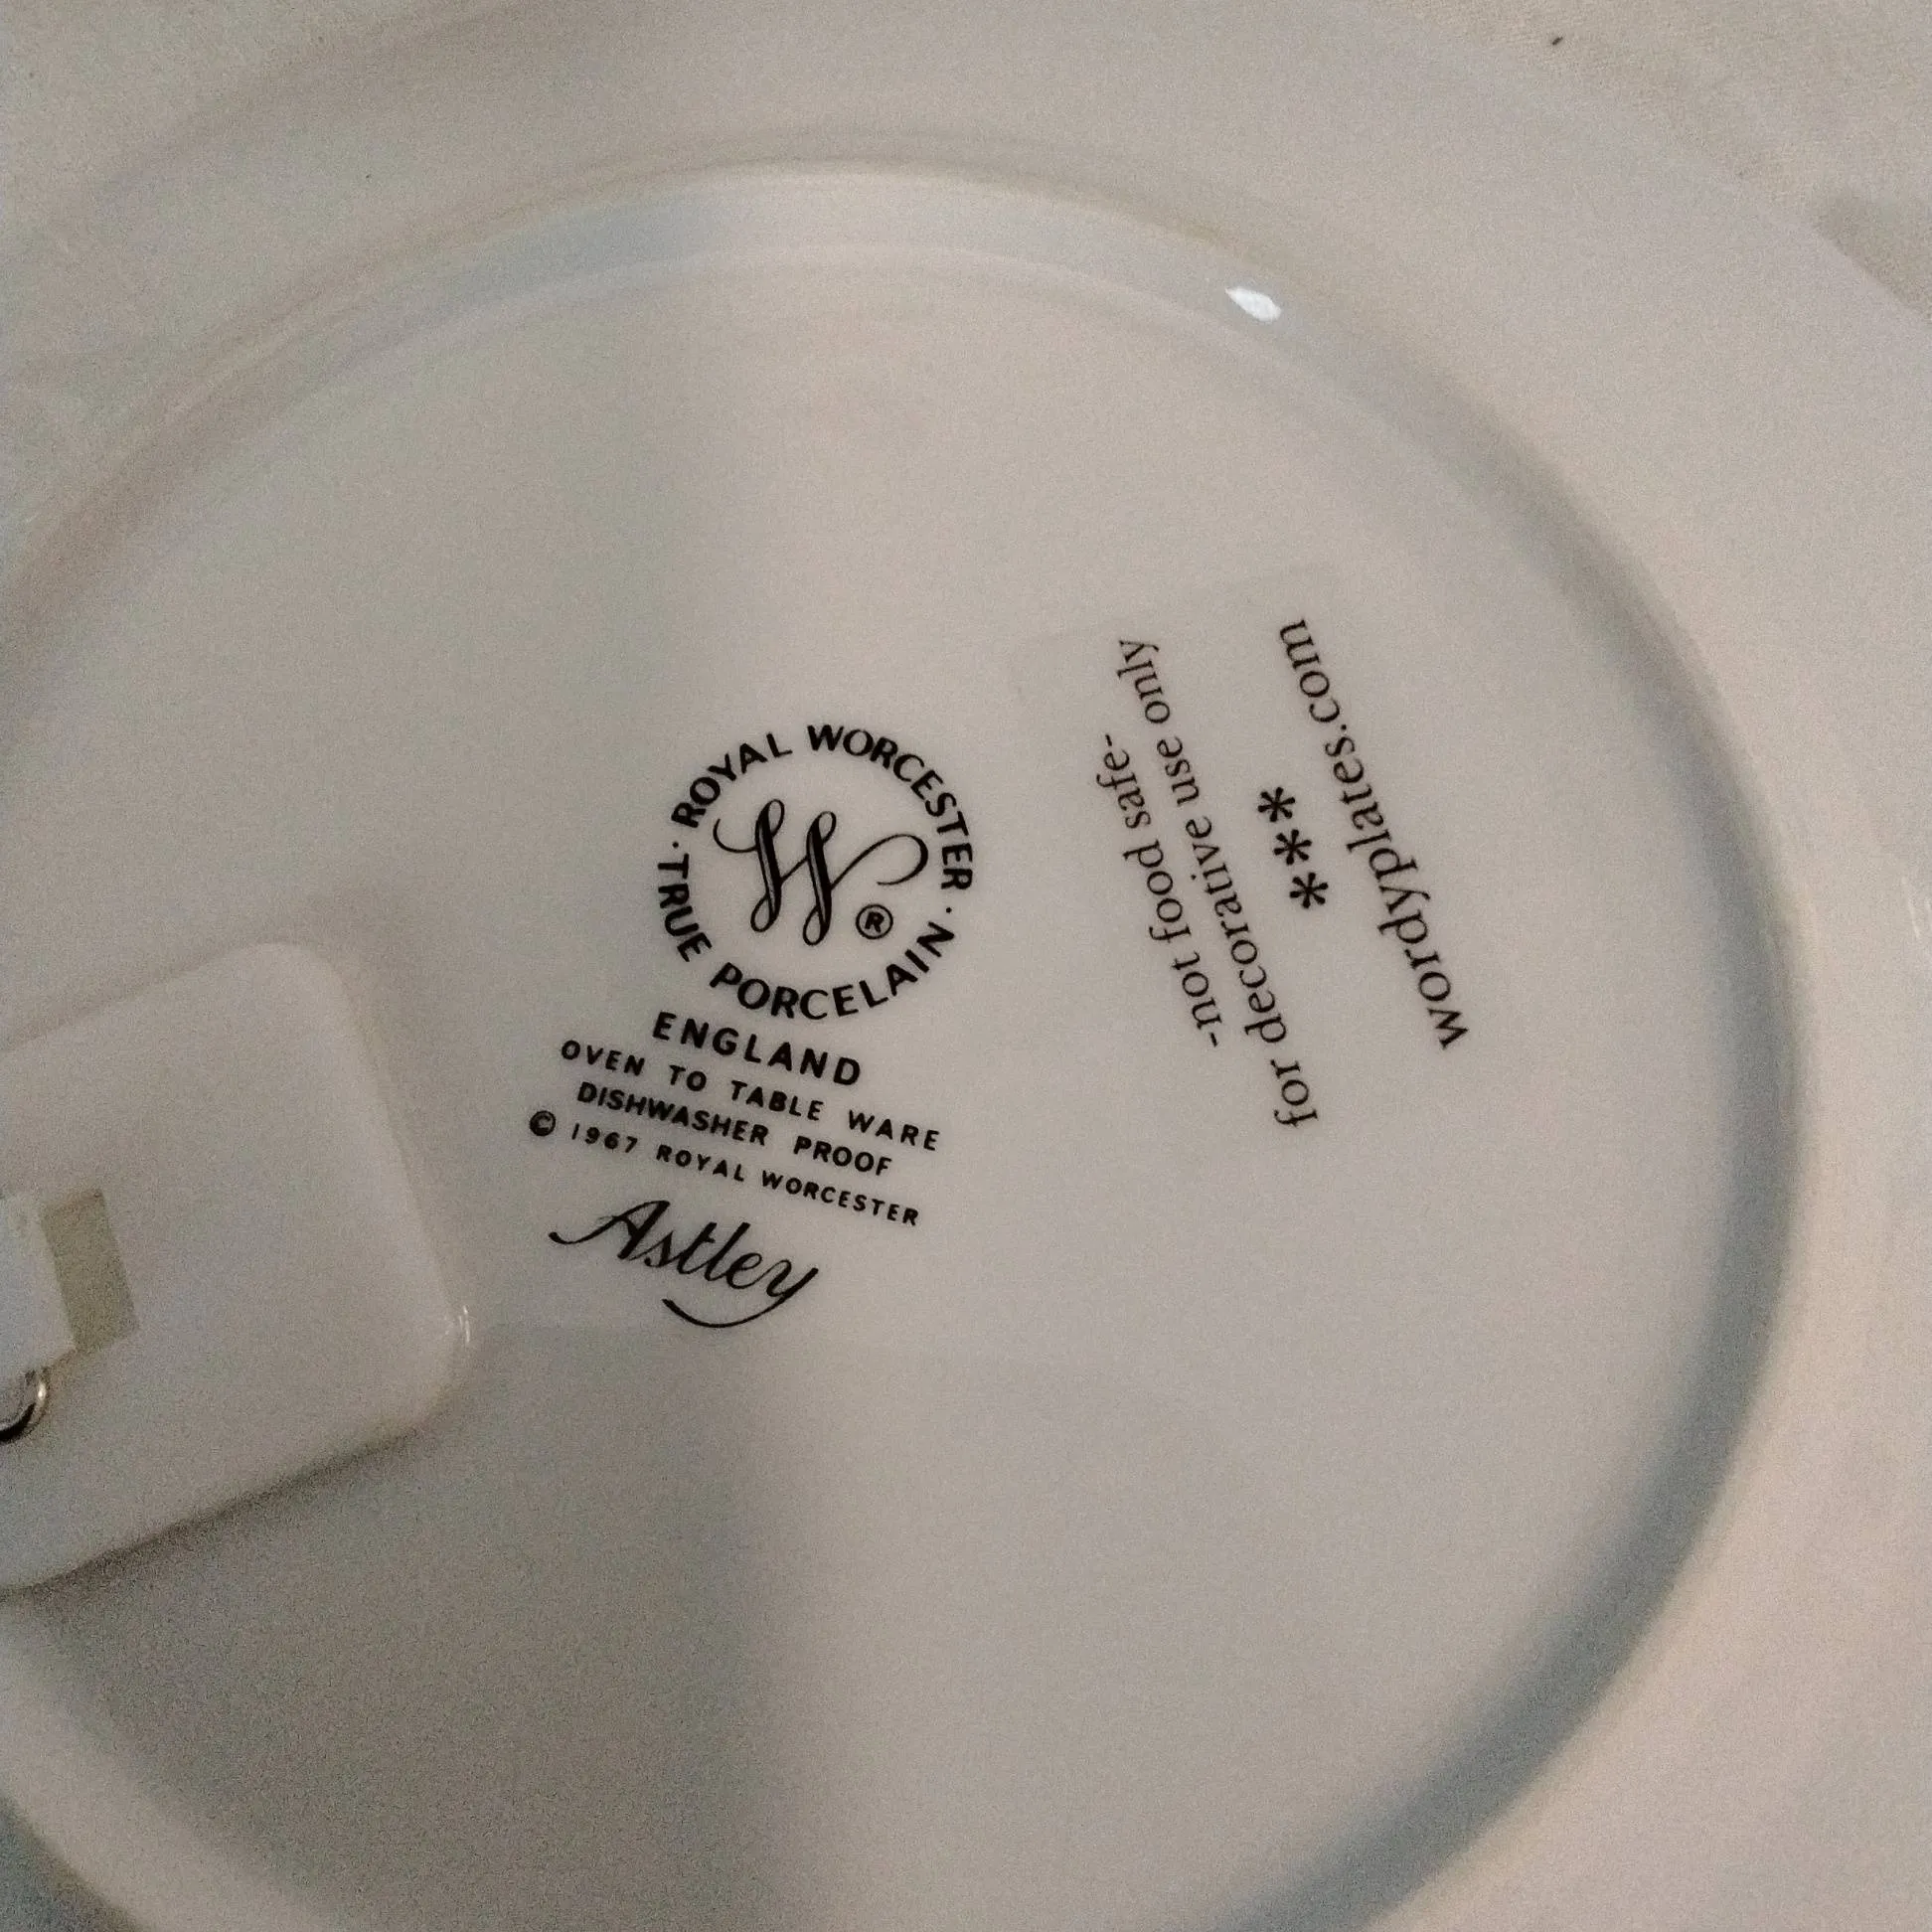 · ROYAL WORCESTER ·
W®
TRUE PORCELAIN
ENGLAND
OVEN TO TABLE WARE
DISHWASHER PROOF
© 1967 ROYAL WORCESTER
Astley
-not food safe-
for decorative use only
***
wordyplates.com